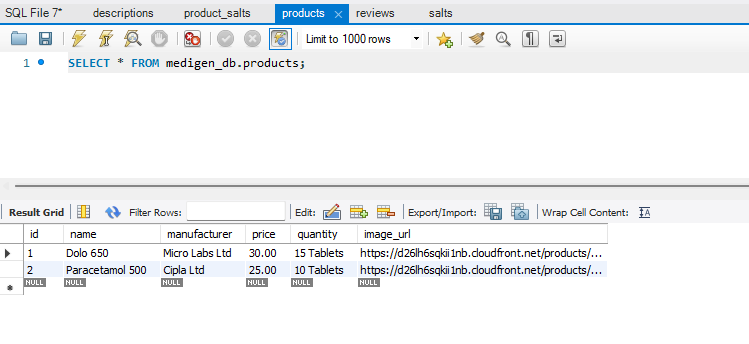 SQL File 7* descriptions product_salts products reviews salts
Limit to 1000 rows
1 SELECT * FROM medigen_db.products;
Result Grid Filter Rows: Edit: Export/Import: Wrap Cell Content:
id name manufacturer price quantity image_url
1 Dolo 650 Micro Labs Ltd 30.00 15 Tablets https://d26lh6sqkii1nb.cloudfront.net/products/...
2 Paracetamol 500 Cipla Ltd 25.00 10 Tablets https://d26lh6sqkii1nb.cloudfront.net/products/...
NULL NULL NULL NULL NULL NULL